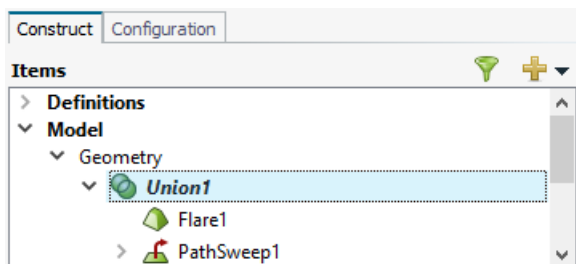 Construct Configuration
Items
Definitions
Model
Geometry
Union1
Flare1
PathSweep1